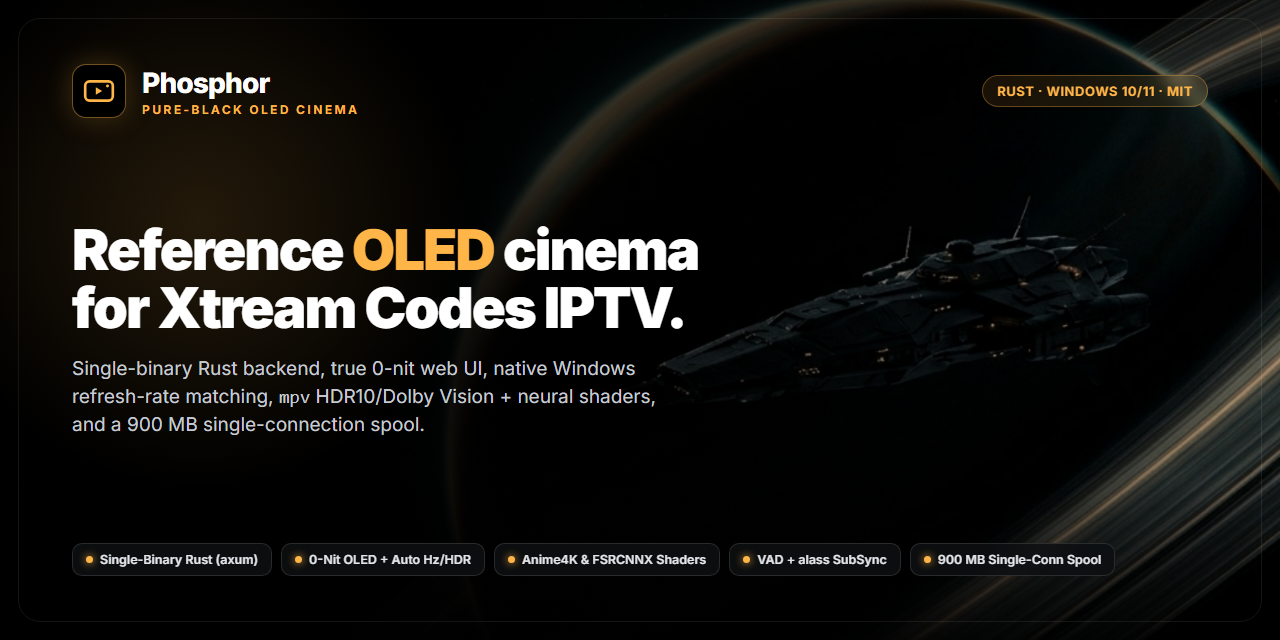 Phosphor
PURE-BLACK OLED CINEMA
RUST · WINDOWS 10/11 · MIT
Reference OLED cinema
for Xtream Codes IPTV.
Single-binary Rust backend, true 0-nit web UI, native Windows
refresh-rate matching, mpv HDR10/Dolby Vision + neural shaders,
and a 900 MB single-connection spool.
Single-Binary Rust (axum)
0-Nit OLED + Auto Hz/HDR
Anime4K & FSRCNNX Shaders
VAD + alass SubSync
900 MB Single-Conn Spool